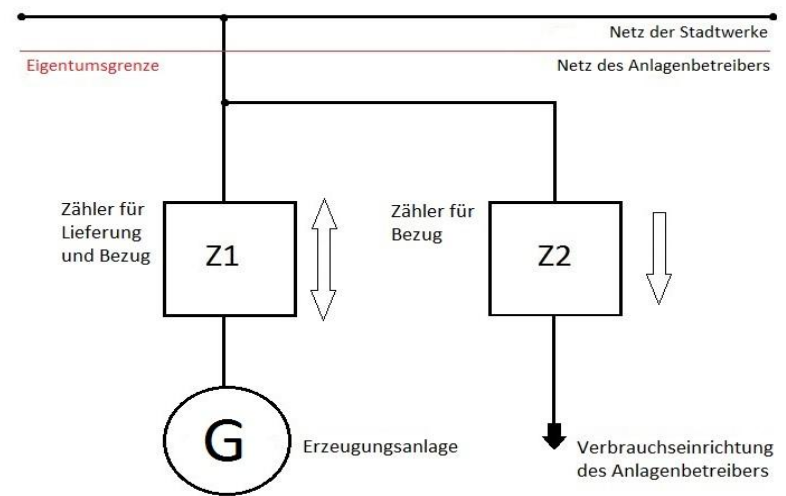 Netz der Stadtwerke
Eigentumsgrenze
Netz des Anlagenbetreibers
Zähler für
Lieferung
und Bezug
Z1
Zähler für
Bezug
Z2
G
Erzeugungsanlage
Verbrauchseinrichtung
des Anlagenbetreibers